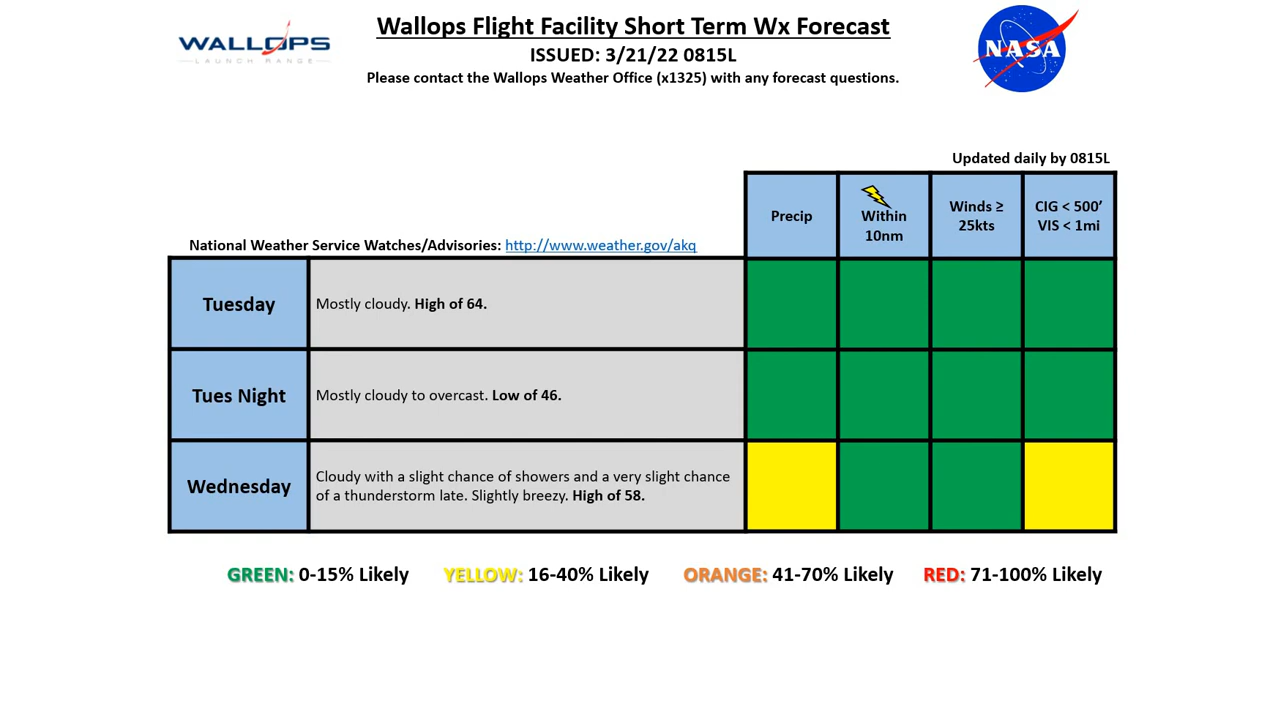 WALLOPS
LAUNCH RANGE
Wallops Flight Facility Short Term Wx Forecast
ISSUED: 3/21/22 0815L
Please contact the Wallops Weather Office (x1325) with any forecast questions.
NASA
Updated daily by 0815L
National Weather Service Watches/Advisories: http://www.weather.gov/akq
Precip
Within
10nm
Winds ≥
25kts
CIG < 500’
VIS < 1mi
Tuesday
Mostly cloudy. High of 64.
Tues Night
Mostly cloudy to overcast. Low of 46.
Wednesday
Cloudy with a slight chance of showers and a very slight chance
of a thunderstorm late. Slightly breezy. High of 58.
GREEN: 0-15% Likely YELLOW: 16-40% Likely ORANGE: 41-70% Likely RED: 71-100% Likely